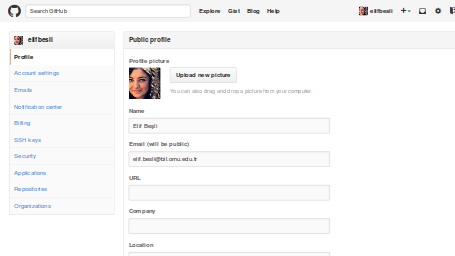 Search GitHub
Explore Gist Blog Help
elifbesli
elifbesli
Profile
Account settings
Emails
Notification center
Billing
SSH keys
Security
Applications
Repositories
Organizations
Public profile
Profile picture
Upload new picture
You can also drag and drop a picture from your computer.
Name
Elif Beşli
Email (will be public)
elif.besli@bil.omu.edu.tr
URL
Company
Location